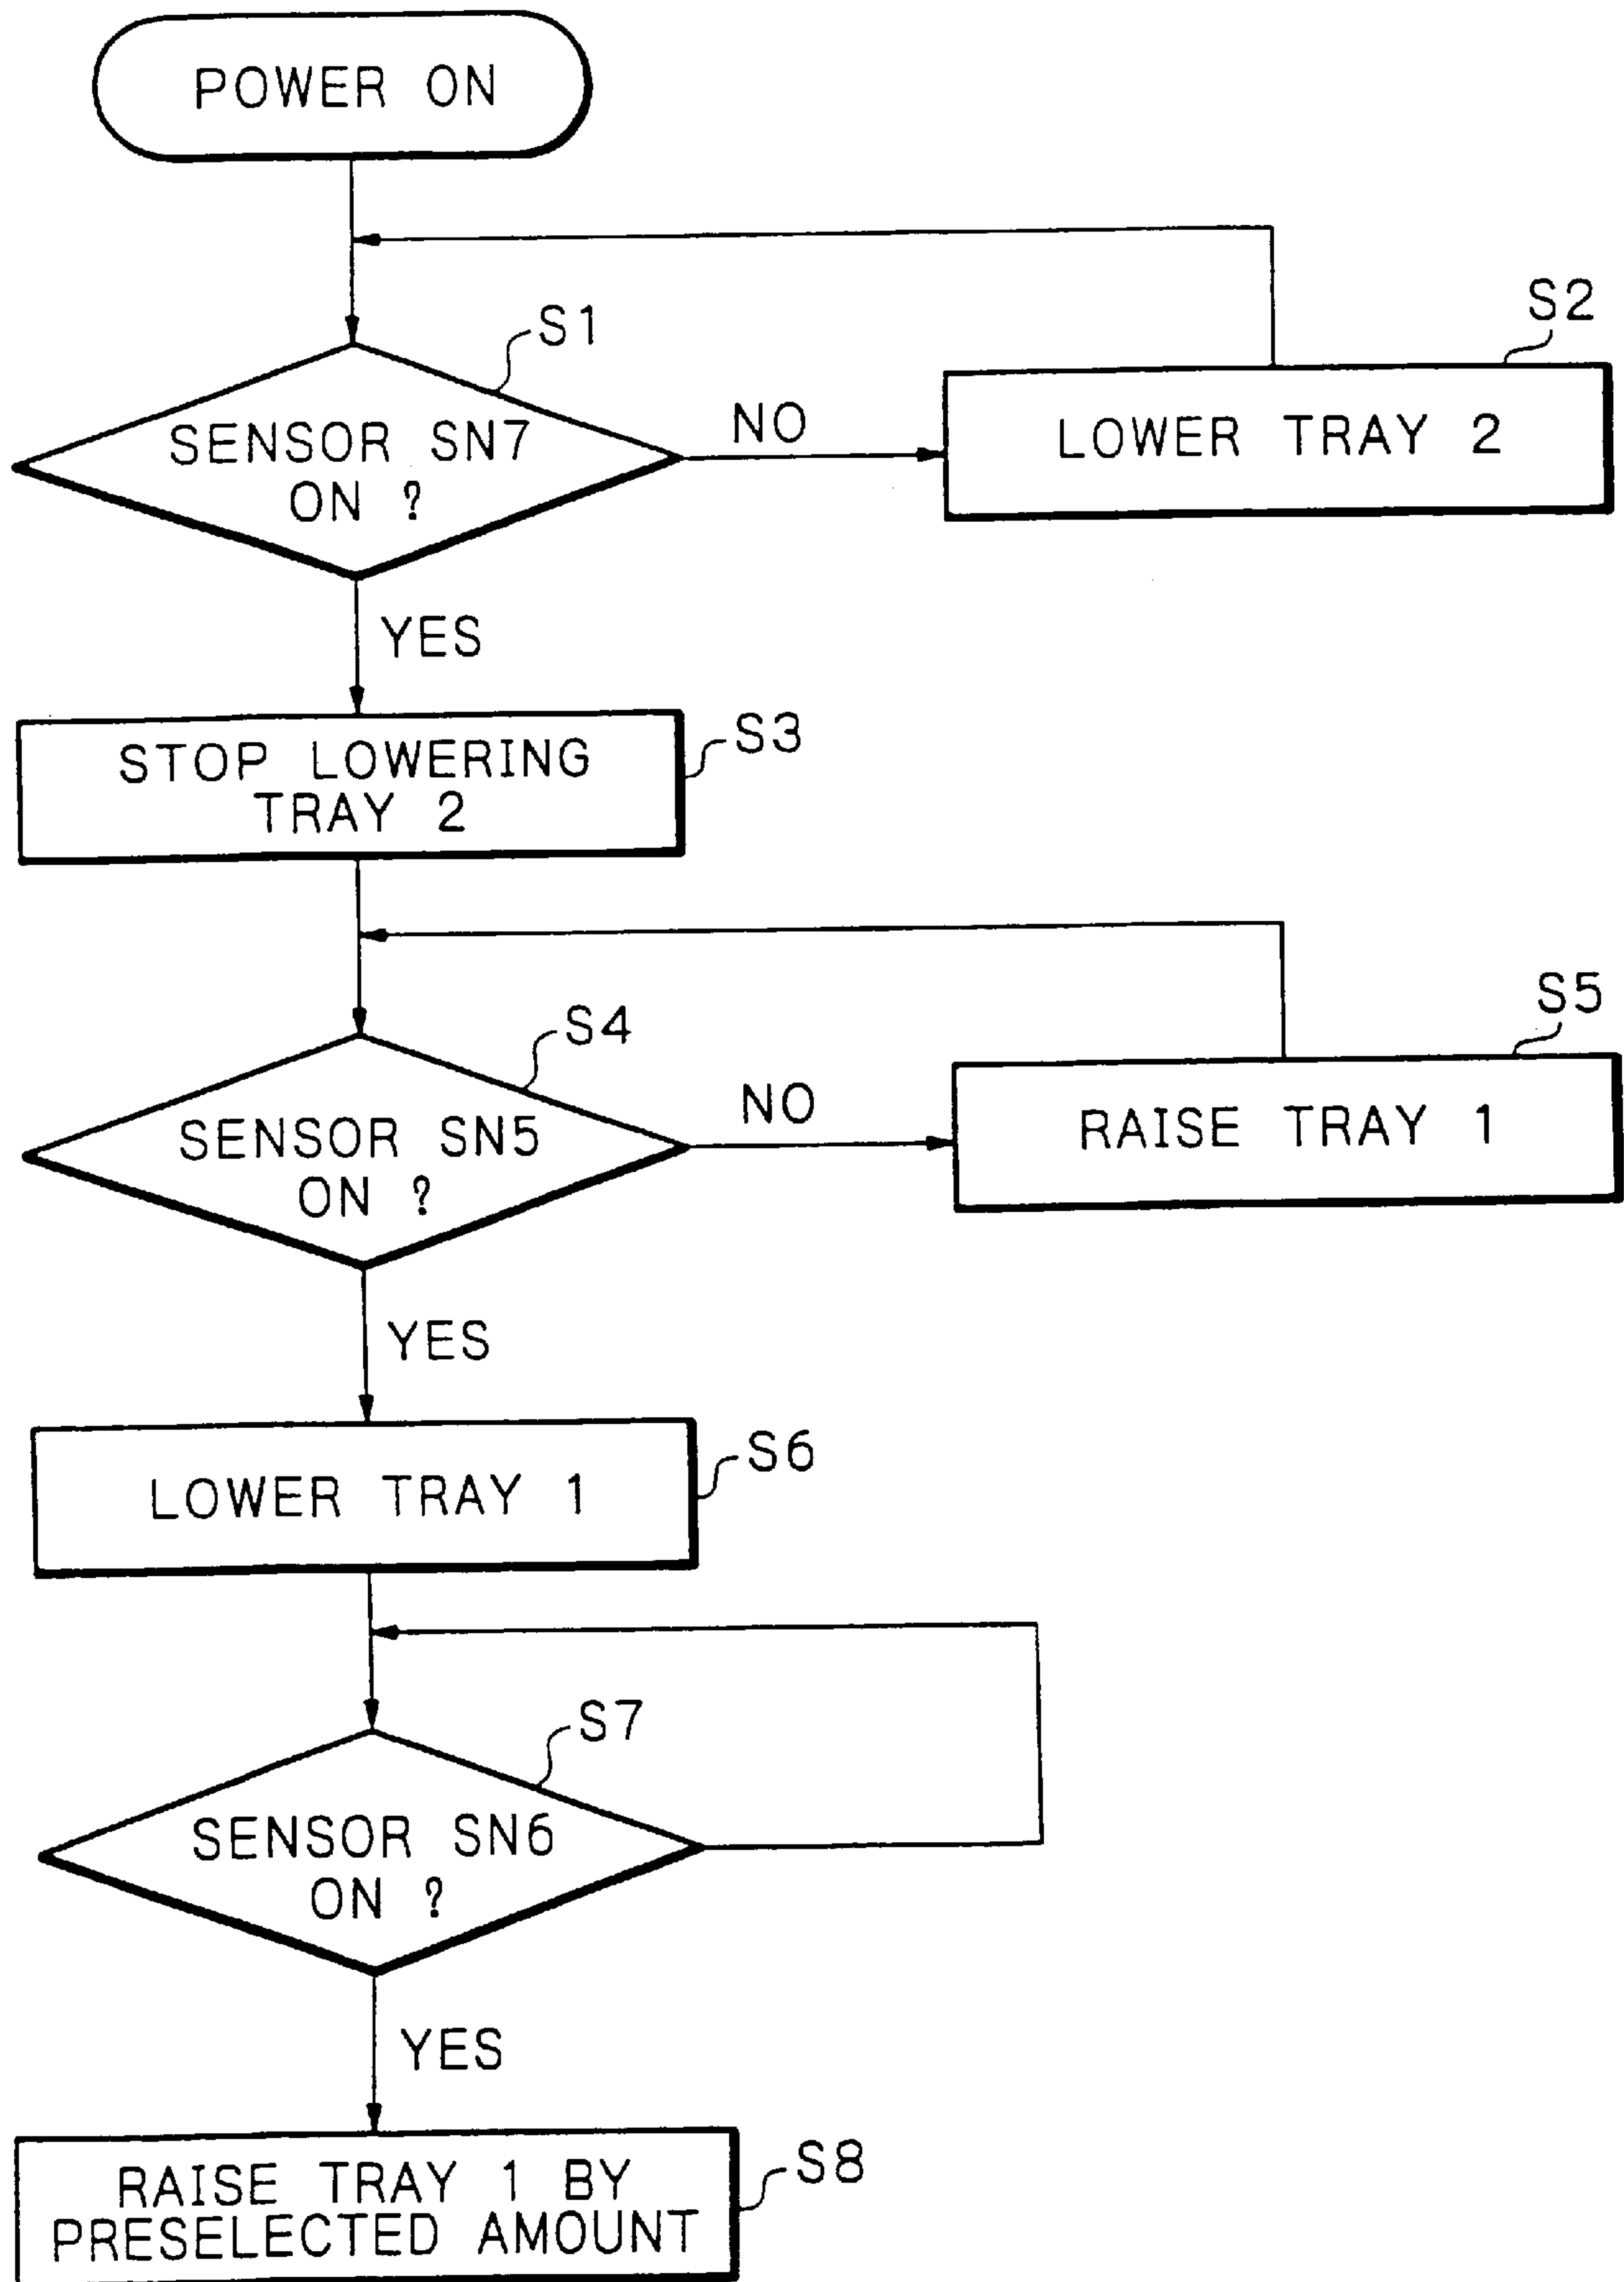 POWER ON
S1
SENSOR SN7
ON ?
NO
S2
LOWER TRAY 2
YES
STOP LOWERING
TRAY 2
S3
S4
SENSOR SN5
ON ?
NO
S5
RAISE TRAY 1
YES
LOWER TRAY 1
S6
S7
SENSOR SN6
ON ?
YES
RAISE TRAY 1 BY
PRESELECTED AMOUNT
S8